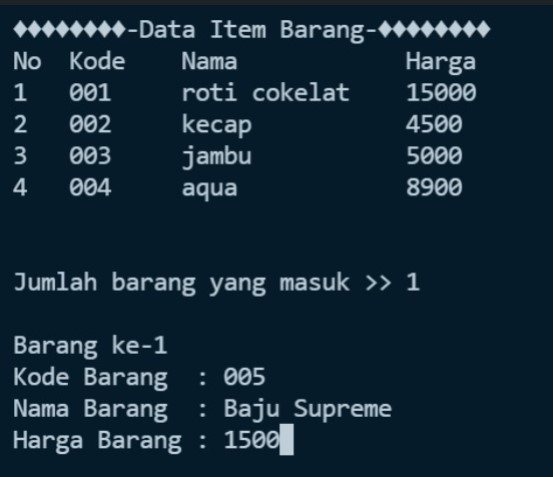 ♦♦♦♦♦♦♦♦-Data Item Barang-♦♦♦♦♦♦♦♦
No Kode Nama Harga
1 001 roti cokelat 15000
2 002 kecap 4500
3 003 jambu 5000
4 004 aqua 8900
Jumlah barang yang masuk >> 1
Barang ke-1
Kode Barang : 005
Nama Barang : Baju Supreme
Harga Barang : 1500